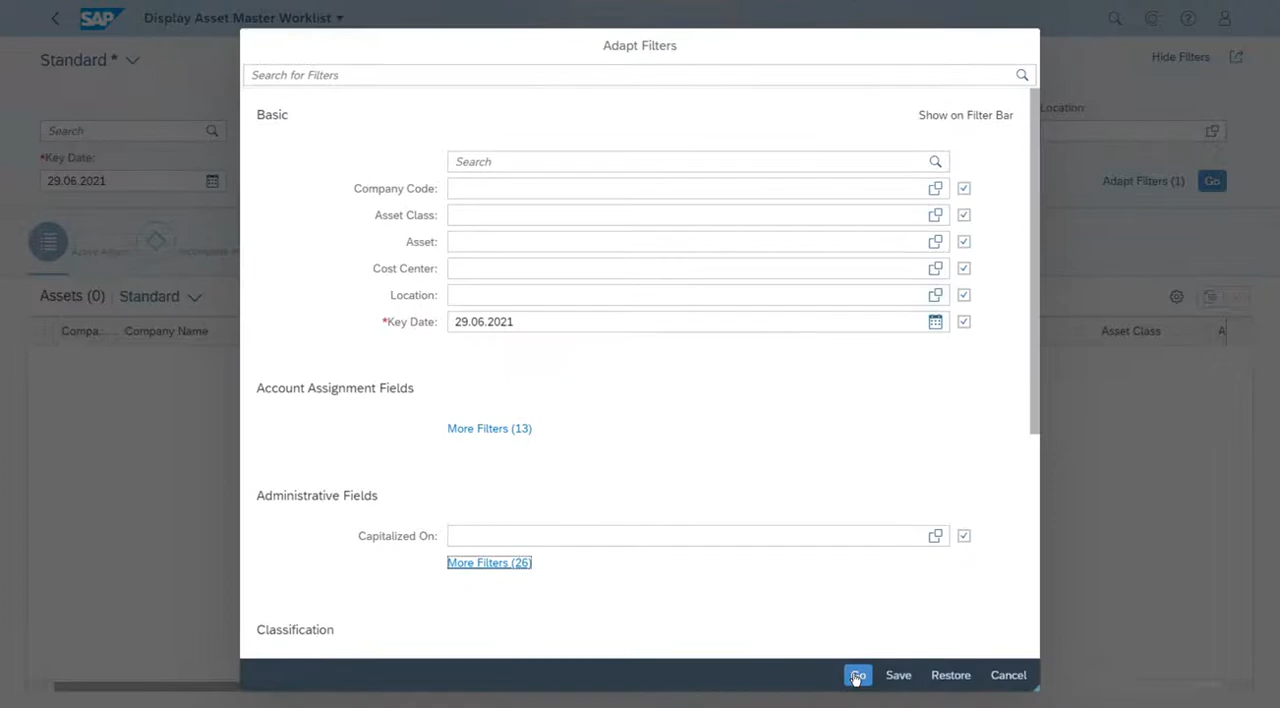 SAP Display Asset Master Worklist
Adapt Filters
Standard *
Hide Filters
Search for Filters
Basic
Show on Filter Bar
Location:
Search
Search
*Key Date:
29.06.2021
Company Code:
Adapt Filters (1) Go
Asset Class:
Asset:
Cost Center:
Location:
*Key Date: 29.06.2021
Assets (0) Standard
Compa... Company Name
Asset Class A
Account Assignment Fields
More Filters (13)
Administrative Fields
Capitalized On:
More Filters (26)
Classification
Go Save Restore Cancel